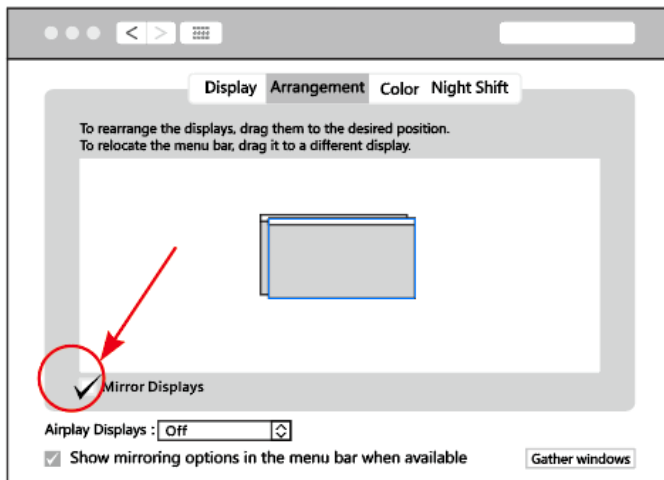 Display Arrangement Color Night Shift
To rearrange the displays, drag them to the desired position.
To relocate the menu bar, drag it to a different display.
Mirror Displays
Airplay Displays : Off
Show mirroring options in the menu bar when available
Gather windows